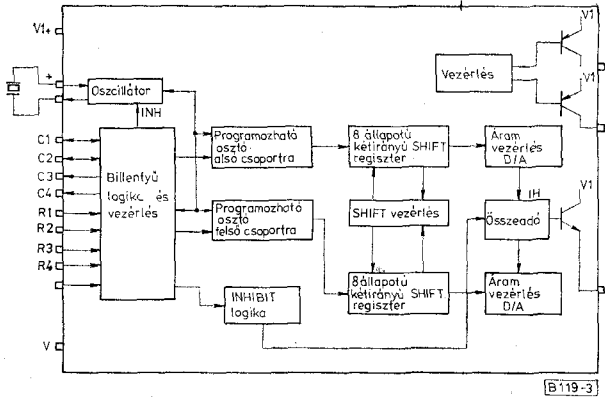 V1+
V1
Vezérlés
V1
+
Oszcillátor
INH
C1
C2
C3
C4
R1
R2
R3
R4
V
Billenfyű
logika és
vezérlés
Programozható
osztó
alsó csoportra
8 állapotú
kétirányú SHIFT
regiszter
Áram
vezérlés
D/A
Programozható
osztó
felső csoportra
SHIFT vezérlés
IH
Összeadó
V1
INHIBIT
logika
8 állapotú
kétirányú SHIFT
regiszter
Áram
vezérlés
D/A
B119-3